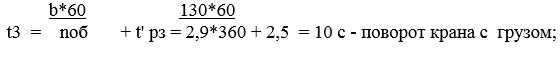 b*60 130*60
t3 = nоб + t' рз = 2,9*360 + 2,5 = 10 с - поворот крана с грузом;